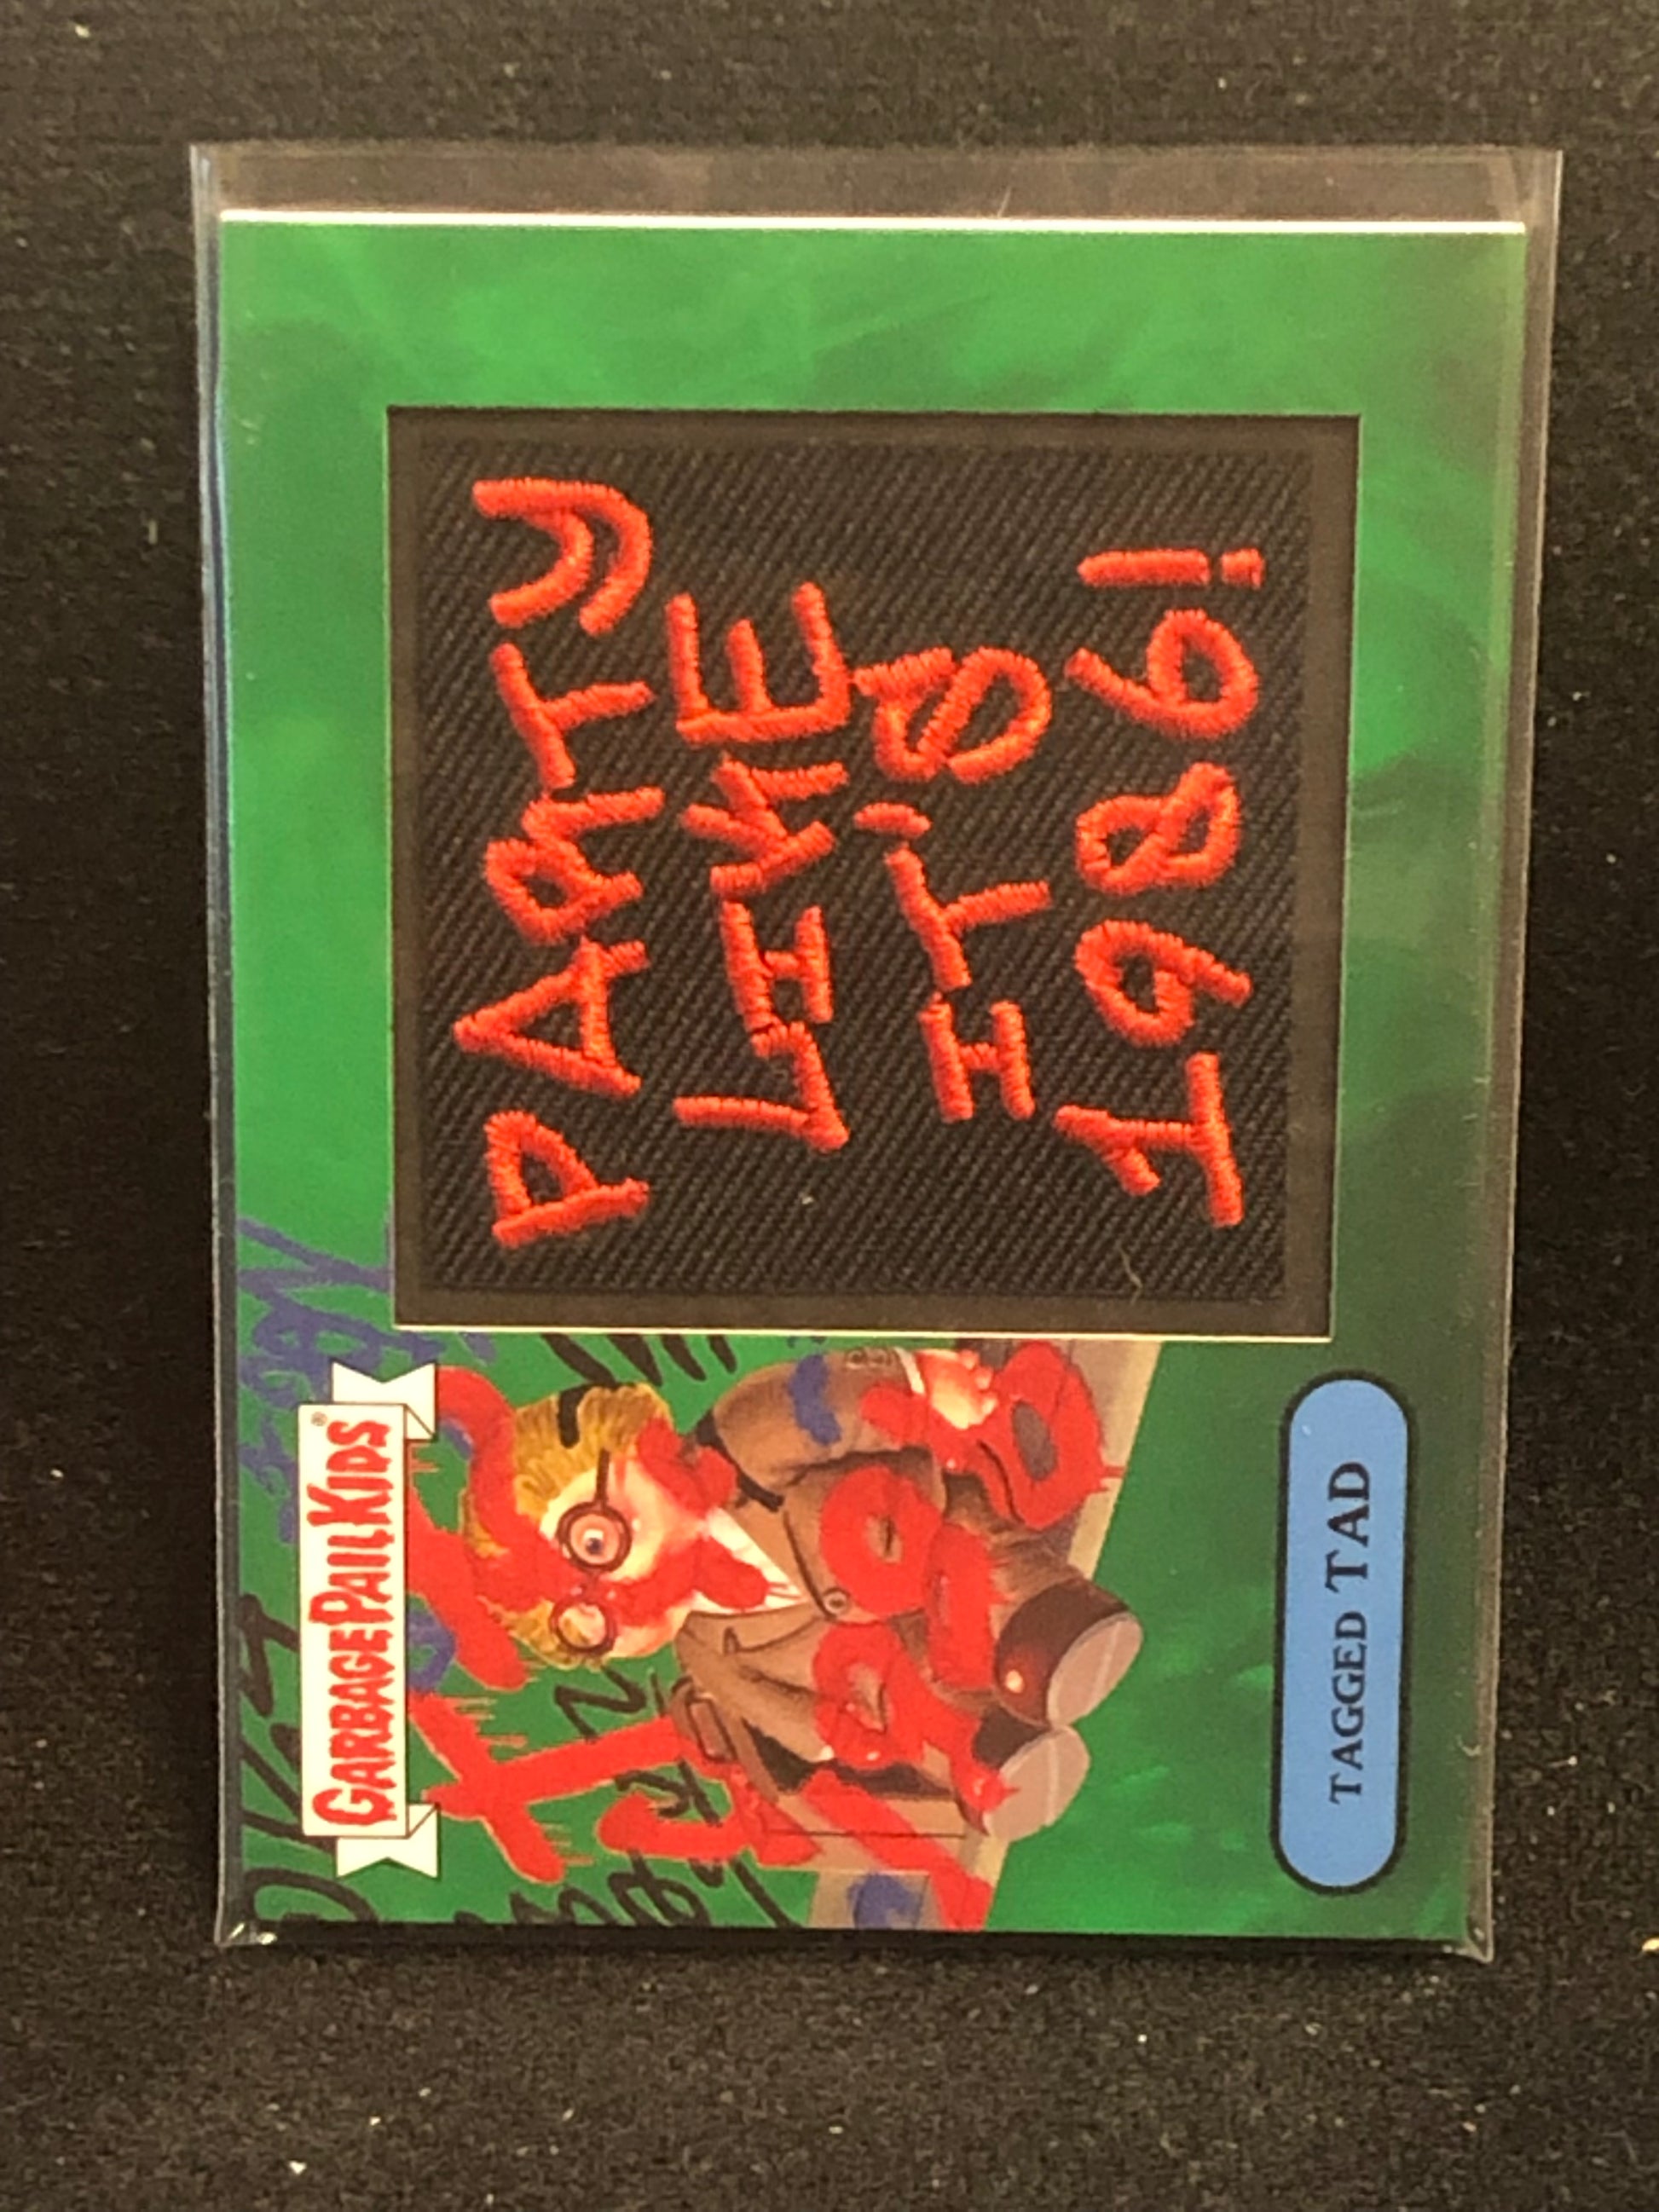 GARBAGE PAIL KIDS®
PARTY
LIKE
IT'S
1986!
TAGGED TAD